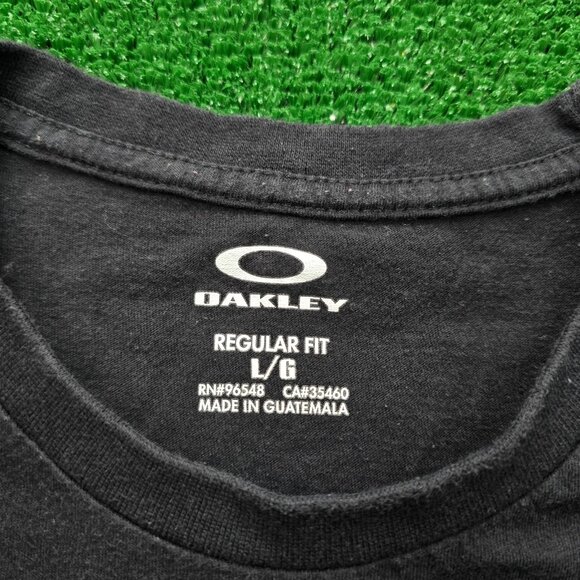 OAKLEY
REGULAR FIT
L/G
RN#96548 CA#35460
MADE IN GUATEMALA